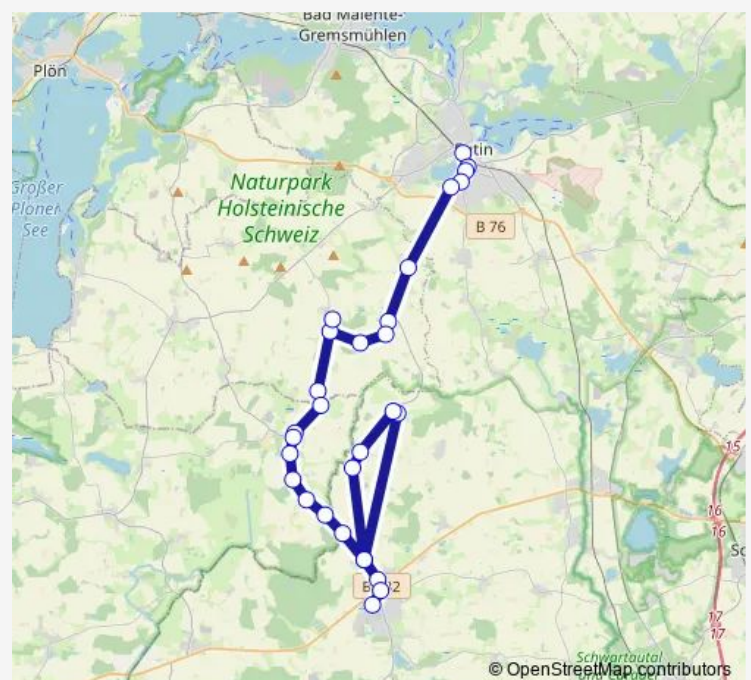 Bad Malente-
Gremsmühlen
Plön
Naturpark
Holsteinische
Schweiz
Großer
Plöner
See
B 76
15
16
16
17
17
Schwartautal
© OpenStreetMap contributors